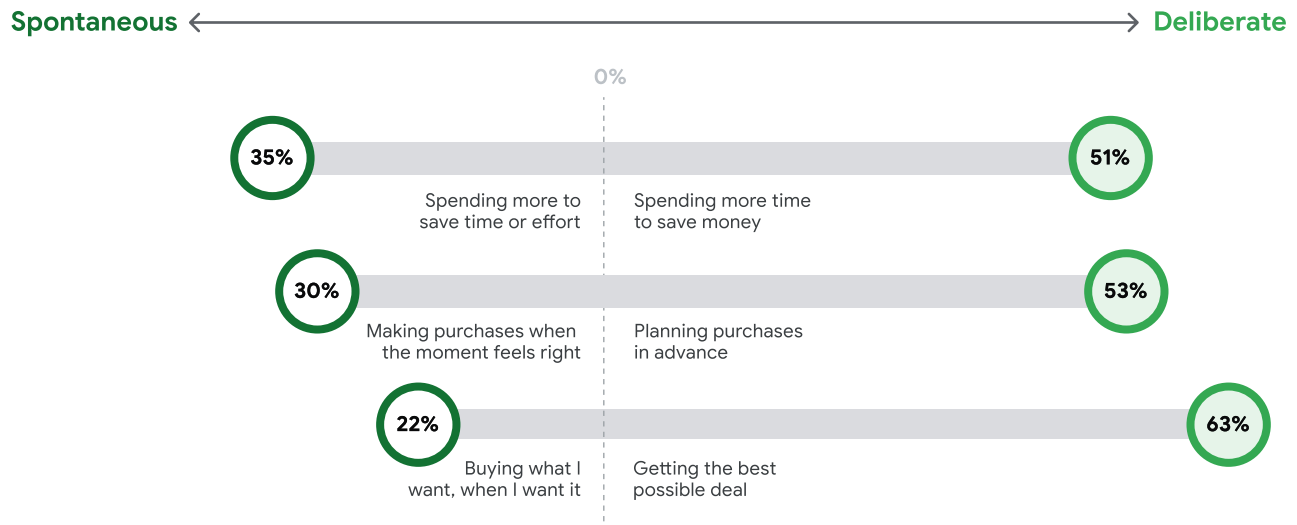 Spontaneous
Deliberate
0%
35%
51%
Spending more to
save time or effort
Spending more time
to save money
30%
53%
Making purchases when
the moment feels right
Planning purchases
in advance
22%
63%
Buying what I
want, when I want it
Getting the best
possible deal